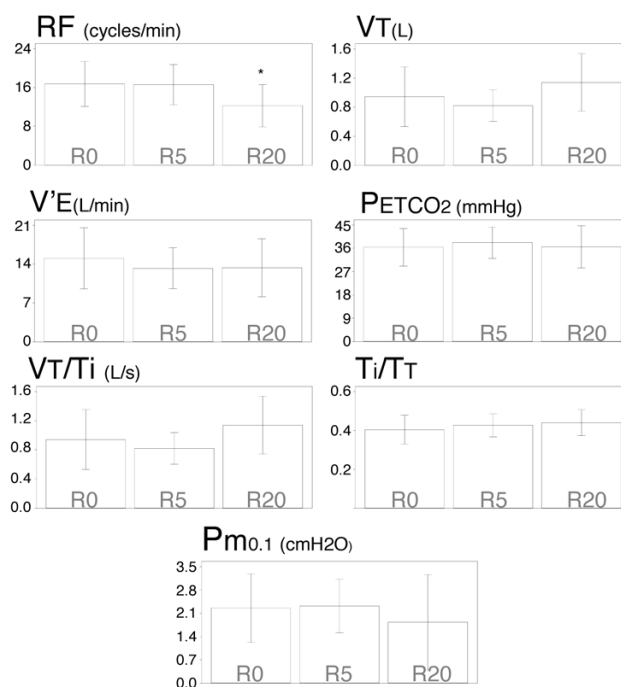 RF (cycles/min)
24
16
8
0
*
R0 R5 R20
VT(L)
1.6
1.2
0.8
0.4
0.0
R0 R5 R20
V'E(L/min)
21
14
7
0
R0 R5 R20
PETCO2 (mmHg)
45
36
27
18
9
0
R0 R5 R20
VT/Ti (L/s)
1.6
1.2
0.8
0.4
0.0
R0 R5 R20
Ti/TT
0.6
0.4
0.2
R0 R5 R20
Pm0.1 (cmH2O)
3.5
2.8
2.1
1.4
0.7
0.0
R0 R5 R20